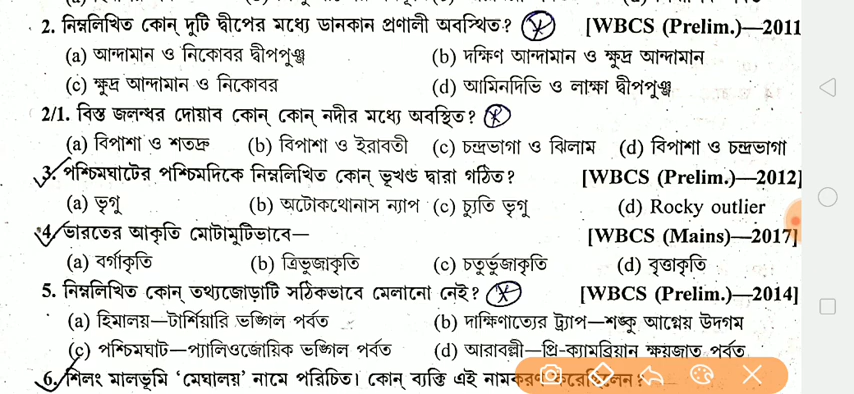 2. নিম্নলিখিত কোন্ দুটি দ্বীপের মধ্যে ডানকান প্রণালী অবস্থিত? [WBCS (Prelim.)—2011
(a) আন্দামান ও নিকোবর দ্বীপপুঞ্জ (b) দক্ষিণ আন্দামান ও ক্ষুদ্র আন্দামান
(c) ক্ষুদ্র আন্দামান ও নিকোবর (d) আমিনদিভি ও লাক্ষা দ্বীপপুঞ্জ
2/1. বিস্ত জলন্ধর দোয়াব কোন্ কোন্ নদীর মধ্যে অবস্থিত?
(a) বিপাশা ও শতদ্রু (b) বিপাশা ও ইরাবতী (c) চন্দ্রভাগা ও ঝিলাম (d) বিপাশা ও চন্দ্রভাগা
3. পশ্চিমঘাটের পশ্চিমদিকে নিম্নলিখিত কোন্ ভূখণ্ড দ্বারা গঠিত? [WBCS (Prelim.)—2012]
(a) ভৃগু (b) অটোকথোনাস ন্যাপ (c) চ্যুতি ভৃগু (d) Rocky outlier
4. ভারতের আকৃতি মোটামুটিভাবে— [WBCS (Mains)—2017]
(a) বর্গাকৃতি (b) ত্রিভুজাকৃতি (c) চতুর্ভুজাকৃতি (d) বৃত্তাকৃতি
5. নিম্নলিখিত কোন্ তথ্যজোড়াটি সঠিকভাবে মেলানো নেই? [WBCS (Prelim.)—2014]
(a) হিমালয়—টার্শিয়ারি ভঙ্গিল পর্বত (b) দাক্ষিণাত্যের ট্র্যাপ—শঙ্কু আগ্নেয় উদগম
(c) পশ্চিমঘাট—প্যালিওজোয়িক ভঙ্গিল পর্বত (d) আরাবল্লী—প্রি-ক্যামব্রিয়ান ক্ষয়জাত পর্বত
6. শিলং মালভূমি ‘মেঘালয়’ নামে পরিচিত। কোন্ ব্যক্তি এই নামকরণ